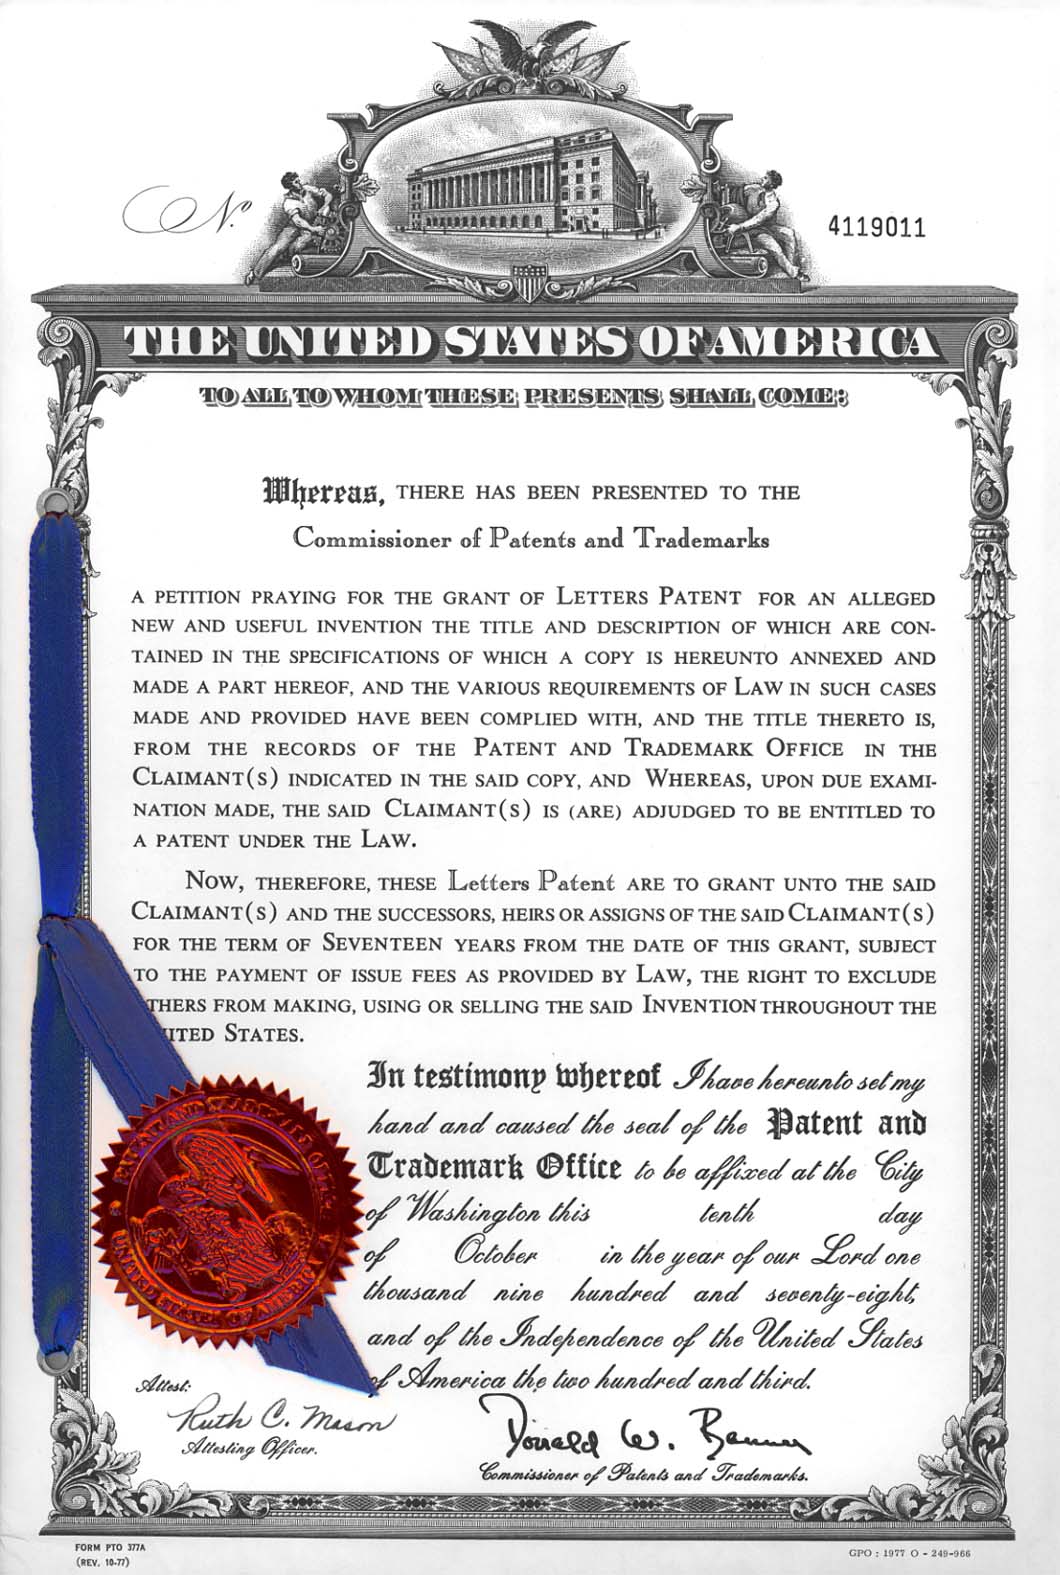 No. 4119011
THE UNITED STATES OF AMERICA
TO ALL TO WHOM THESE PRESENTS SHALL COME:
Whereas, THERE HAS BEEN PRESENTED TO THE
Commissioner of Patents and Trademarks
A PETITION PRAYING FOR THE GRANT OF LETTERS PATENT FOR AN ALLEGED
NEW AND USEFUL INVENTION THE TITLE AND DESCRIPTION OF WHICH ARE CON-
TAINED IN THE SPECIFICATIONS OF WHICH A COPY IS HEREUNTO ANNEXED AND
MADE A PART HEREOF, AND THE VARIOUS REQUIREMENTS OF LAW IN SUCH CASES
MADE AND PROVIDED HAVE BEEN COMPLIED WITH, AND THE TITLE THERETO IS,
FROM THE RECORDS OF THE PATENT AND TRADEMARK OFFICE IN THE
CLAIMANT(S) INDICATED IN THE SAID COPY, AND WHEREAS, UPON DUE EXAMI-
NATION MADE, THE SAID CLAIMANT(S) IS (ARE) ADJUDGED TO BE ENTITLED TO
A PATENT UNDER THE LAW.
NOW, THEREFORE, THESE Letters Patent ARE TO GRANT UNTO THE SAID
CLAIMANT(S) AND THE SUCCESSORS, HEIRS OR ASSIGNS OF THE SAID CLAIMANT(S)
FOR THE TERM OF SEVENTEEN YEARS FROM THE DATE OF THIS GRANT, SUBJECT
TO THE PAYMENT OF ISSUE FEES AS PROVIDED BY LAW, THE RIGHT TO EXCLUDE
THERS FROM MAKING, USING OR SELLING THE SAID INVENTION THROUGHOUT THE
ITED STATES.
In testimony whereof I have hereunto set my
hand and caused the seal of the Patent and
Trademark Office to be affixed at the City
of Washington this tenth day
of October in the year of our Lord one
thousand nine hundred and seventy-eight,
and of the Independence of the United States
of America the two hundred and third.
PATENT AND TRADEMARK OFFICE
UNITED STATES OF AMERICA
Attest:
Ruth C. Mason
Attesting Officer.
Donald W. Banner
Commissioner of Patents and Trademarks.
FORM PTO 377A
(REV. 10-77)
GPO : 1977 O - 249-966